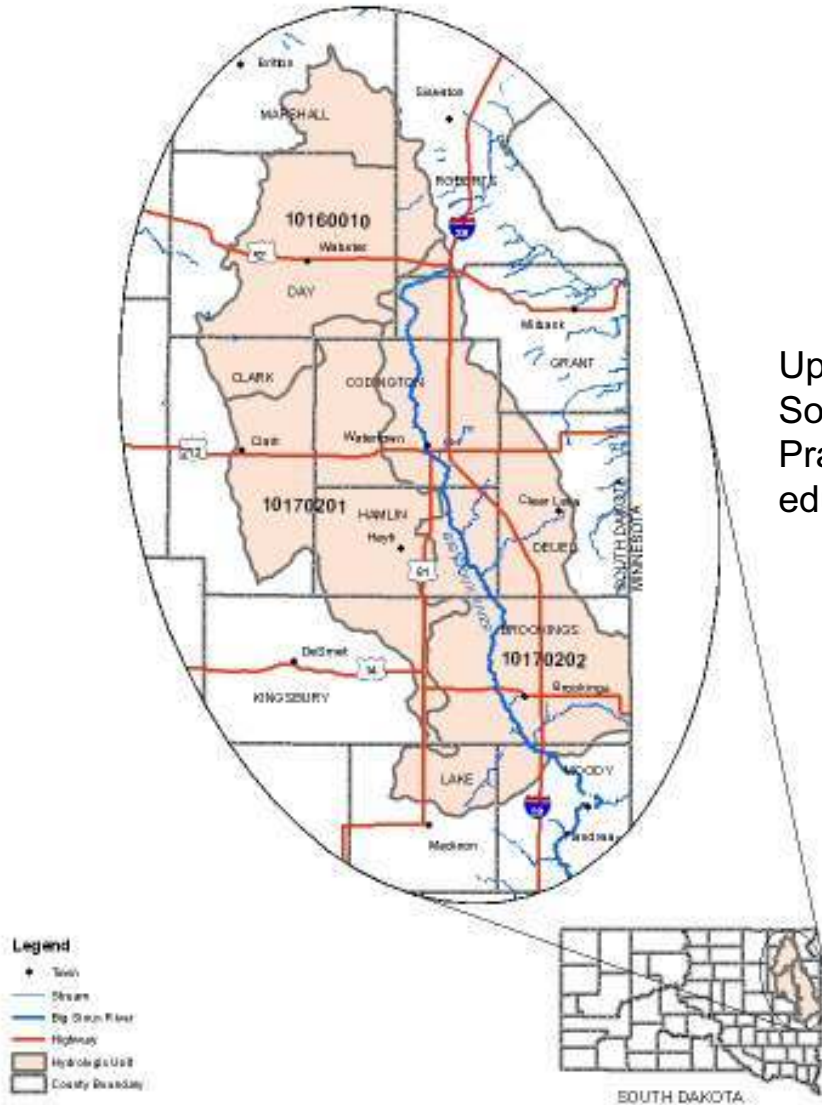 Britton
Sisseton
MARSHALL
ROBERTS
10160010
29
Webster
DAY
Milbank
GRANT
CLARK
CODINGTON
Watertown
Clark
212
10170201
HAMLIN
Hayti
Clear Lake
DEUEL
SOUTH DAKOTA
MINNESOTA
81
BROOKINGS
10170202
DeSmet
14
Brookings
KINGSBURY
LAKE
MOODY
29
Flandreau
Madison
Up
So
Pra
ed
Legend
Town
Stream
Big Sioux River
Highway
Hydrologic Unit
County Boundary
SOUTH DAKOTA